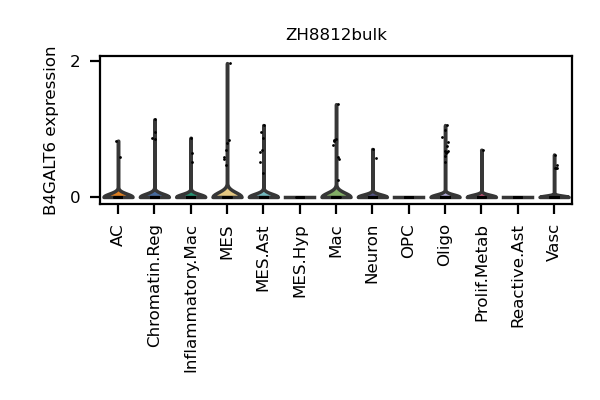 ZH8812bulk
B4GALT6 expression
2
0
AC
Chromatin.Reg
Inflammatory.Mac
MES
MES.Ast
MES.Hyp
Mac
Neuron
OPC
Oligo
Prolif.Metab
Reactive.Ast
Vasc